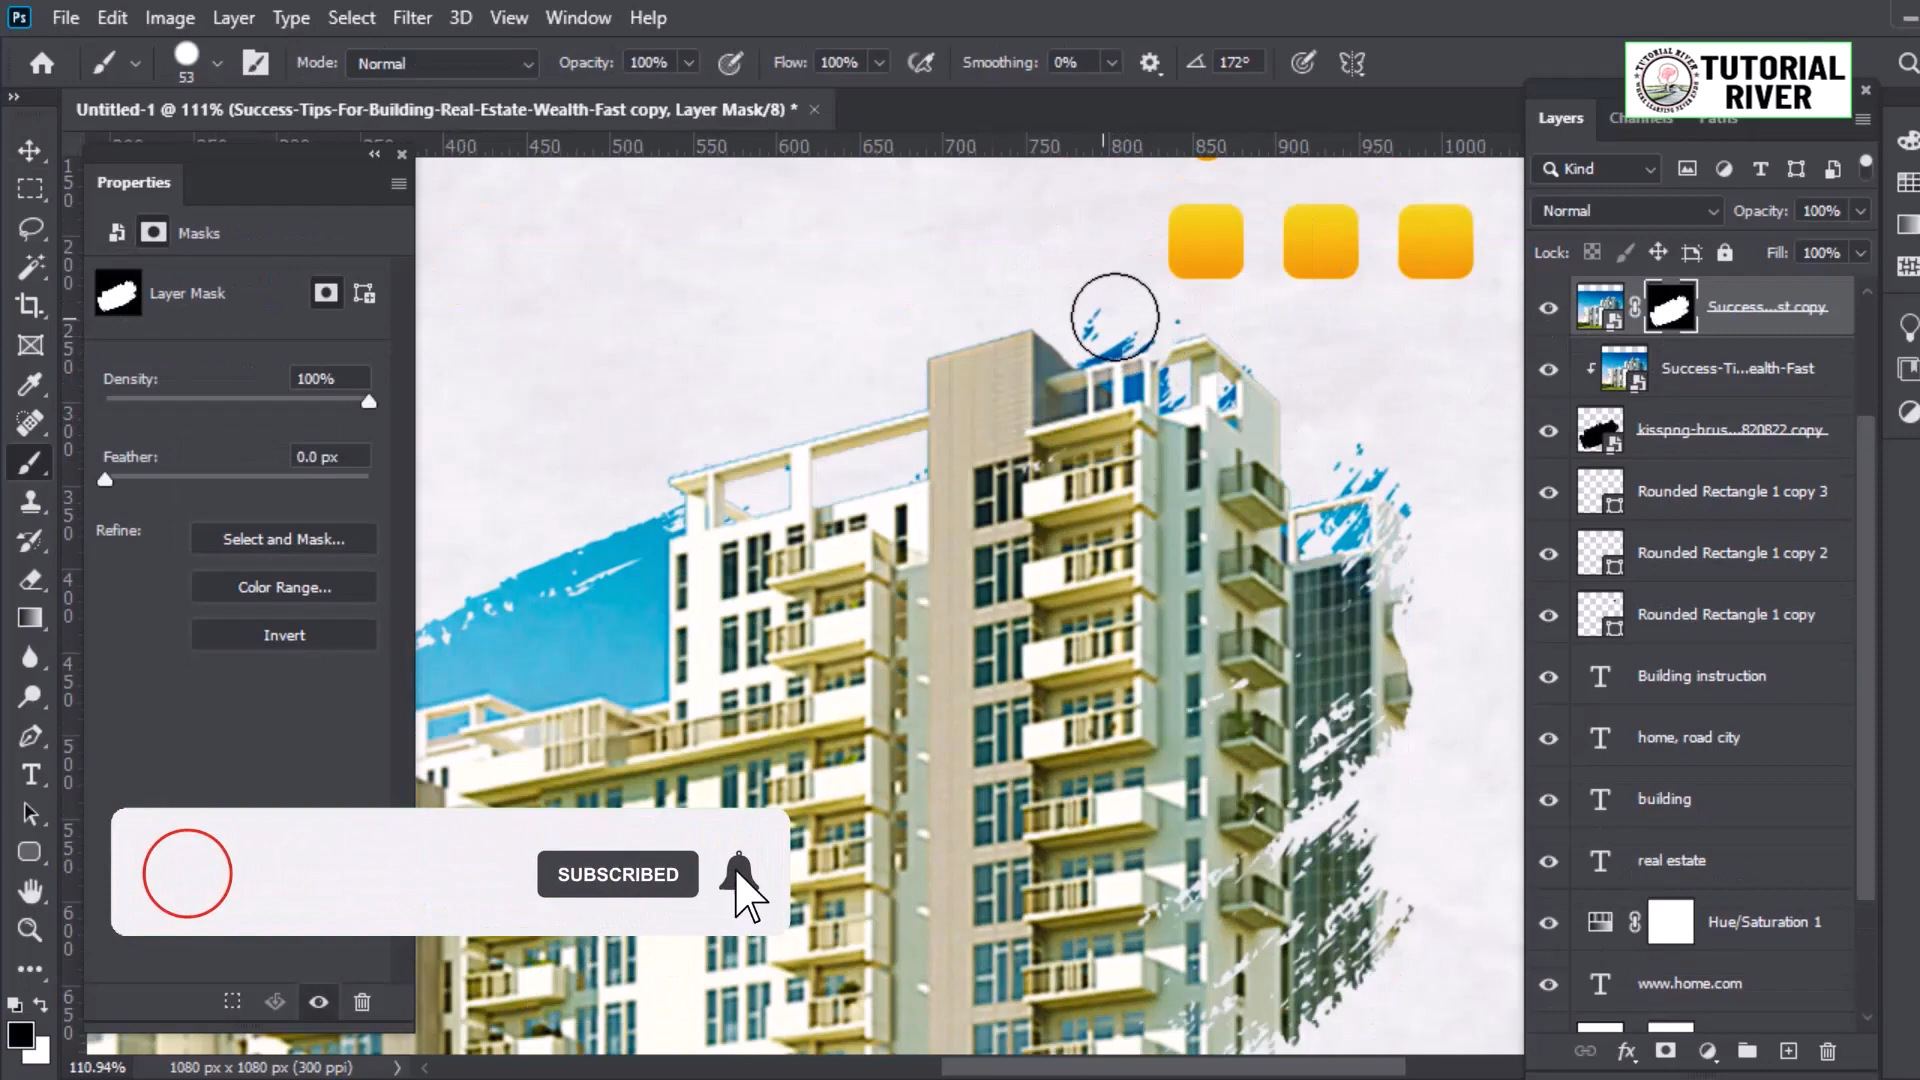 Ps File Edit Image Layer Type Select Filter 3D View Window Help
53 Mode: Normal Opacity: 100% Flow: 100% Smoothing: 0% 172°
TUTORIAL
RIVER
Untitled-1 @ 111% (Success-Tips-For-Building-Real-Estate-Wealth-Fast copy, Layer Mask/8) *
Layers Channels Paths
400 450 500 550 600 650 700 750 800 850 900 950 1000
Properties
Masks
Layer Mask
Density: 100%
Feather: 0.0 px
Refine:
Select and Mask...
Color Range...
Invert
Kind
Normal Opacity: 100%
Lock: Fill: 100%
Success...st copy
Success-Ti...ealth-Fast
kisspng-brus...820822 copy
Rounded Rectangle 1 copy 3
Rounded Rectangle 1 copy 2
Rounded Rectangle 1 copy
Building instruction
home, road city
building
real estate
Hue/Saturation 1
www.home.com
SUBSCRIBED
110.94% 1080 px x 1080 px (300 ppi)
fx